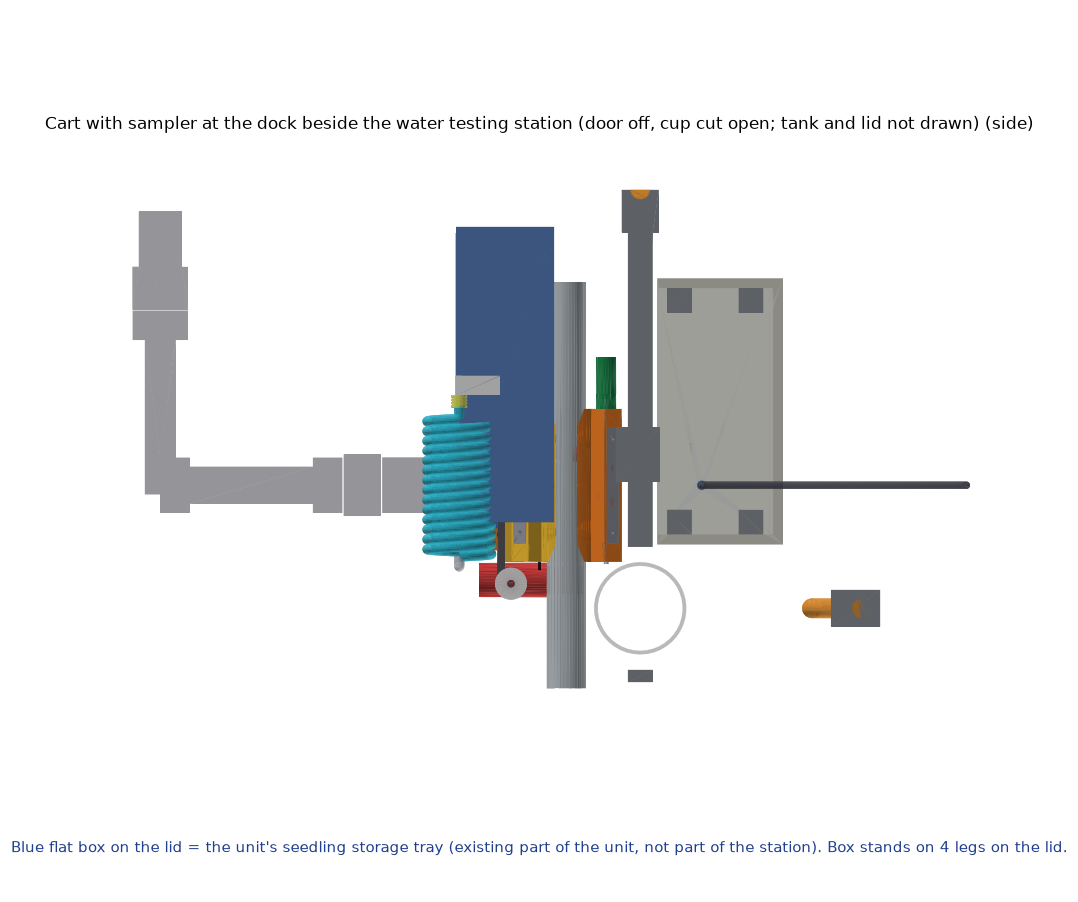 Cart with sampler at the dock beside the water testing station (door off, cup cut open; tank and lid not drawn) (side)
Blue flat box on the lid = the unit's seedling storage tray (existing part of the unit, not part of the station). Box stands on 4 legs on the lid.